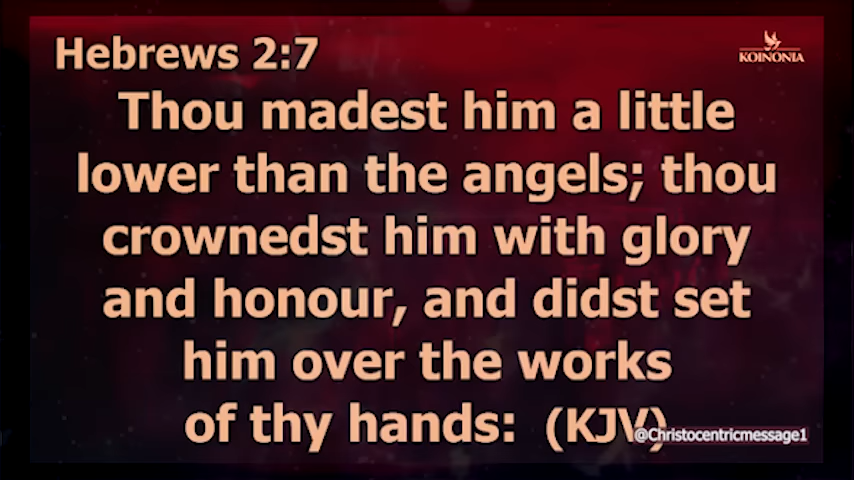 Hebrews 2:7
KOINONIA
Thou madest him a little
lower than the angels; thou
crownedst him with glory
and honour, and didst set
him over the works
of thy hands: (KJV)
@Christocentricmessage1